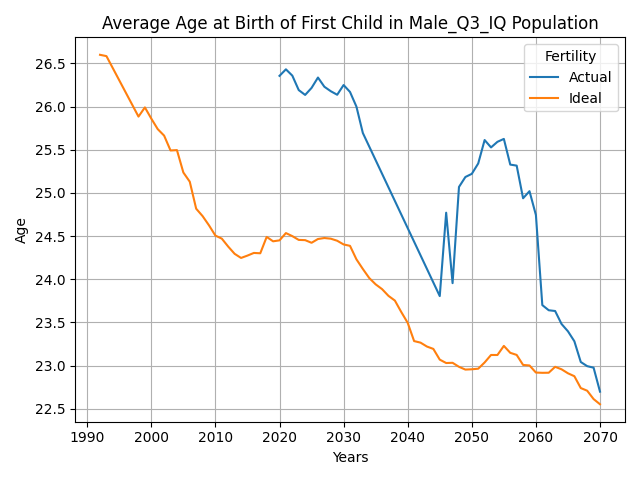 Average Age at Birth of First Child in Male_Q3_IQ Population
Fertility
Actual
Ideal
26.5
26.0
25.5
25.0
24.5
24.0
23.5
23.0
22.5
Age
1990 2000 2010 2020 2030 2040 2050 2060 2070
Years